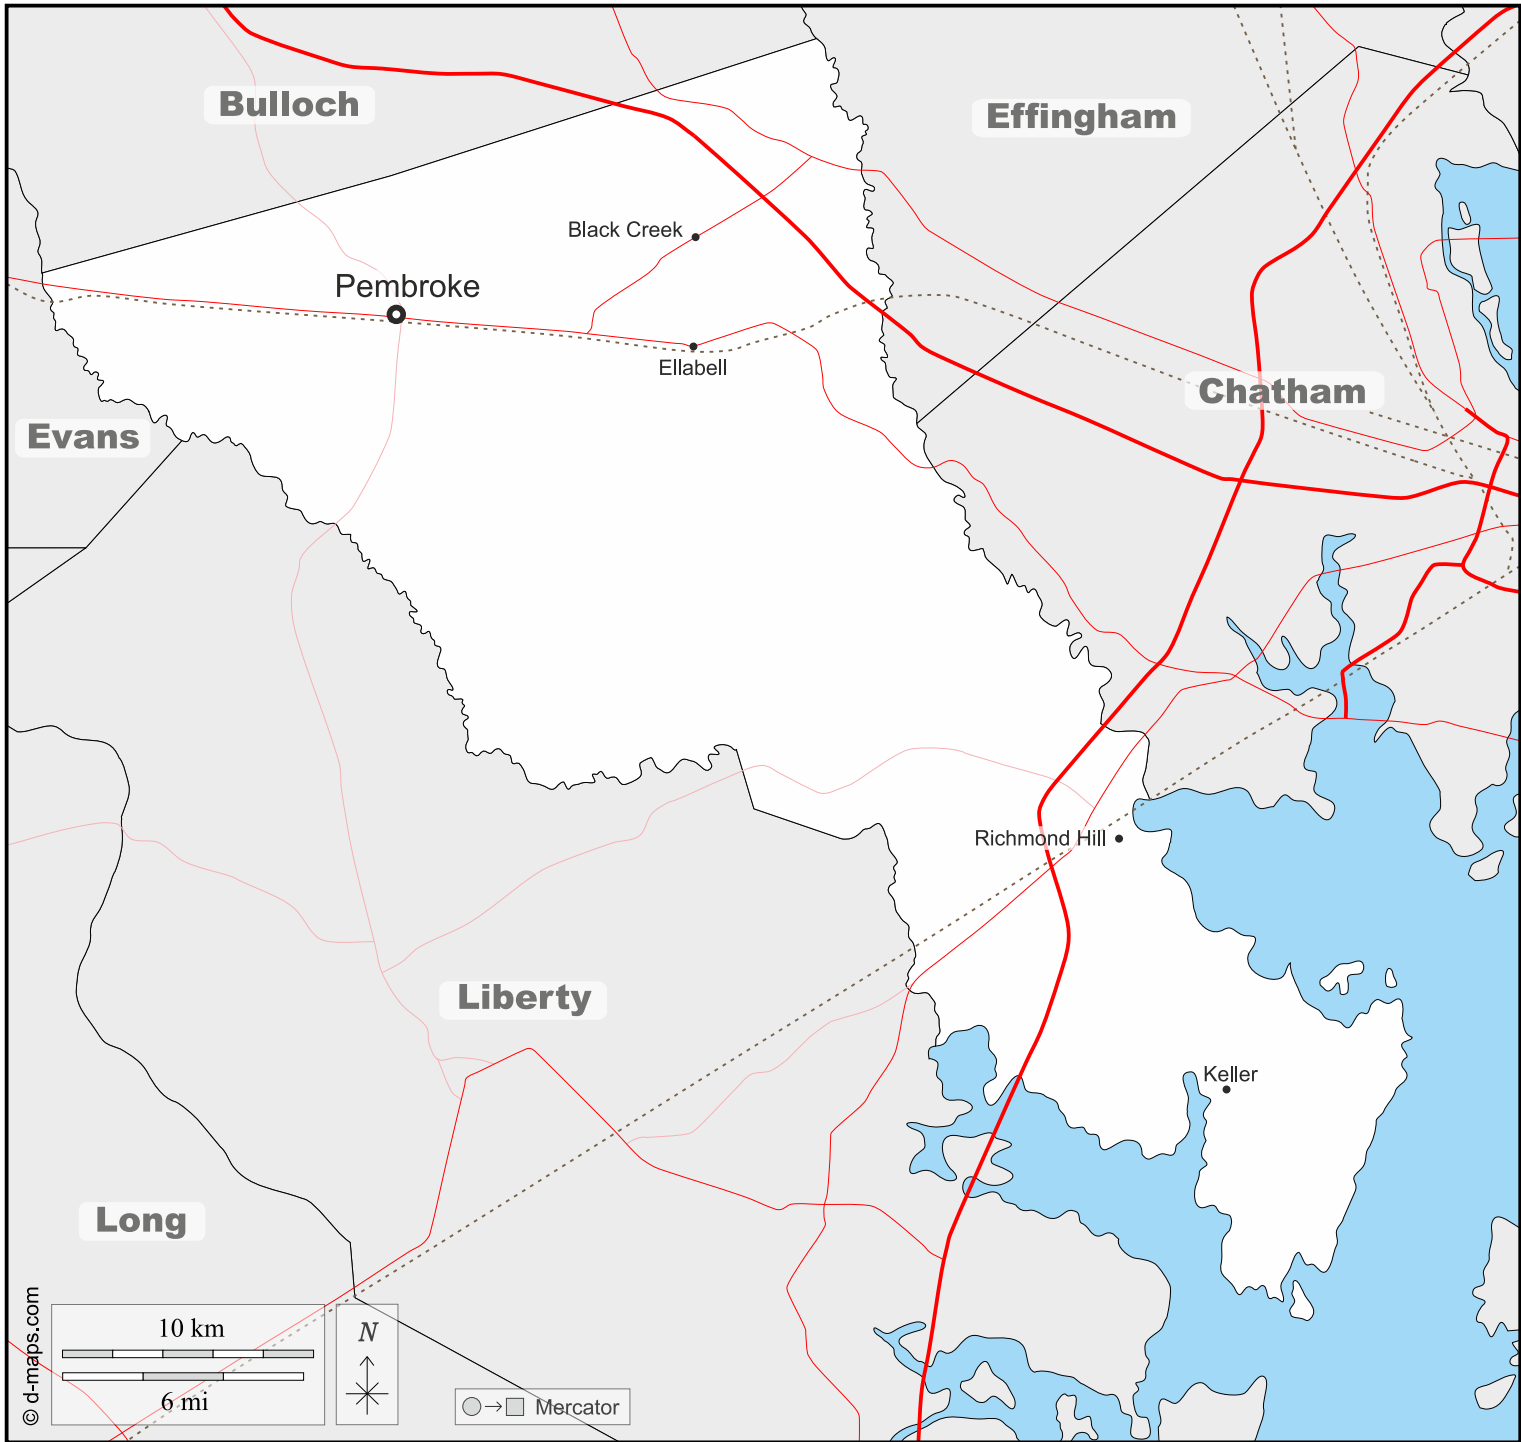 Bulloch
Effingham
Black Creek
Pembroke
Ellabell
Chatham
Evans
Richmond Hill
Liberty
Keller
Long
© d-maps.com
10 km
6 mi
N
Mercator